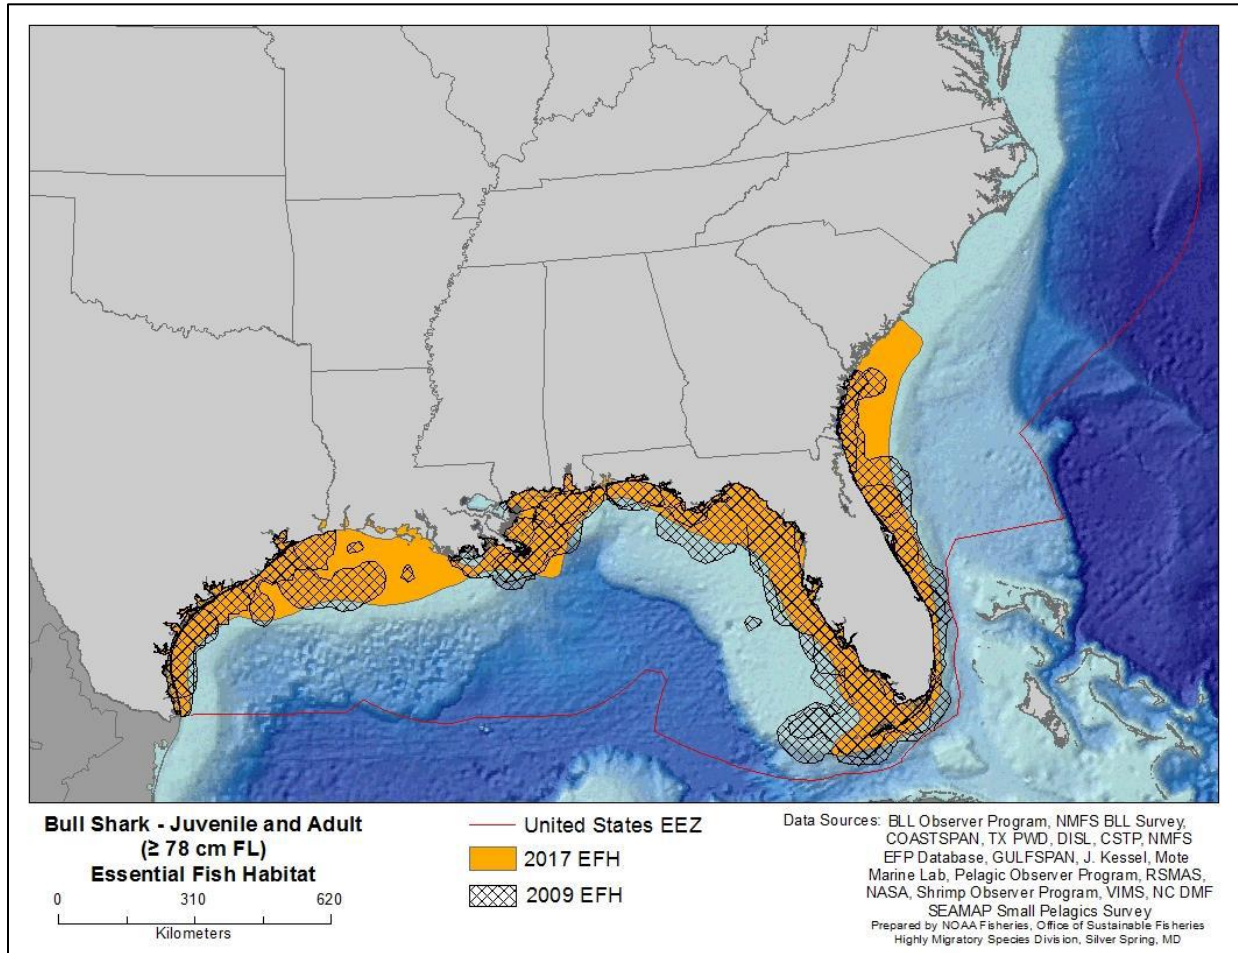 Bull Shark - Juvenile and Adult
(≥ 78 cm FL)
Essential Fish Habitat
0 310 620
Kilometers
United States EEZ
2017 EFH
2009 EFH
Data Sources: BLL Observer Program, NMFS BLL Survey,
COASTSPAN, TX PWD, DISL, CSTP, NMFS
EFP Database, GULFSPAN, J. Kessel, Mote
Marine Lab, Pelagic Observer Program, RSMAS,
NASA, Shrimp Observer Program, VIMS, NC DMF
SEAMAP Small Pelagics Survey
Prepared by NOAA Fisheries, Office of Sustainable Fisheries
Highly Migratory Species Division, Silver Spring, MD